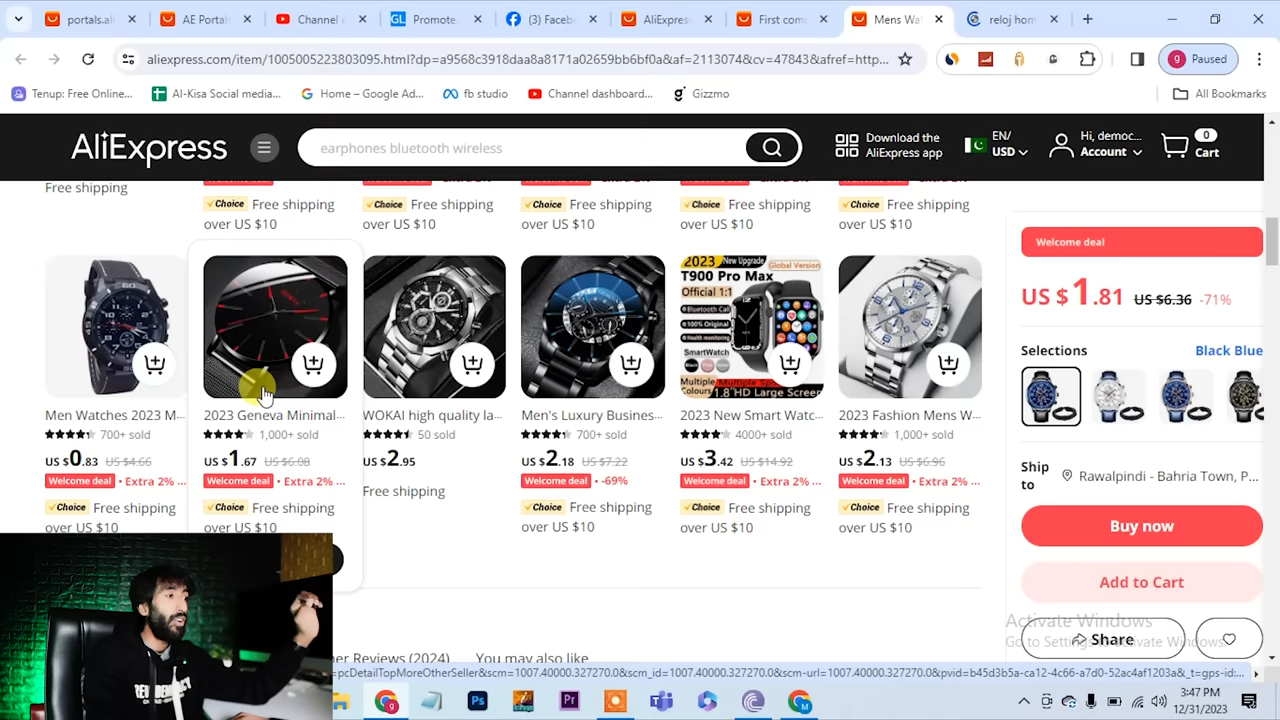 portals.ali
AE Portal
Channel
Promote
(3) Faceb
AliExpres
First com
Mens Wa
reloj hom
aliexpress.com/item/1005005223803095.html?dp=a9568c3918daa8a8171a02659bb6bf0a&af=2113074&cv=47843&afref=http...
g Paused
Tenup: Free Online...
AI-Kisa Social media...
Home – Google Ad...
fb studio
Channel dashboard...
Gizmmo
All Bookmarks
AliExpress
earphones bluetooth wireless
Download the
AliExpress app
EN/
USD
Hi, democ...
Account
0
Cart
Free shipping
Choice Free shipping
over US $10
Choice Free shipping
over US $10
Choice Free shipping
over US $10
Choice Free shipping
over US $10
Choice Free shipping
over US $10
2023 New Upgrade
Global Version
T900 Pro Max
Official 1:1
Bluetooth Call
100% Original
Health monitoring
SmartWatch
Multiple
Colours
1.8" HD Large Screen
Men Watches 2023 M...
700+ sold
US $0.83 US $4.66
Welcome deal • Extra 2% ...
Choice Free shipping
over US $10
2023 Geneva Minimal...
1,000+ sold
US $1.67 US $6.08
Welcome deal • Extra 2% ...
Choice Free shipping
over US $10
WOKAI high quality la...
50 sold
US $2.95
Free shipping
Men's Luxury Busines...
700+ sold
US $2.18 US $7.22
Welcome deal • -69%
Choice Free shipping
over US $10
2023 New Smart Watc...
4000+ sold
US $3.42 US $14.92
Welcome deal • Extra 2% ...
Choice Free shipping
over US $10
2023 Fashion Mens W...
1,000+ sold
US $2.13 US $6.96
Welcome deal • Extra 2% ...
Choice Free shipping
over US $10
Welcome deal
US $1.81 US $6.36 -71%
Selections Black Blue
Ship
to
Rawalpindi - Bahria Town, P...
Buy now
Add to Cart
Share
Activate Windows
Go to Settings to activate Windows.
er Reviews (2024)
You may also like
=pcDetailTopMoreOtherSeller&scm=1007.40000.327270.0&scm_id=1007.40000.327270.0&scm-url=1007.40000.327270.0&pvid=b45d3b5a-ca12-4c66-a7d0-52ac4af1203a&_t=gps-id:...
3:47 PM
12/31/2023